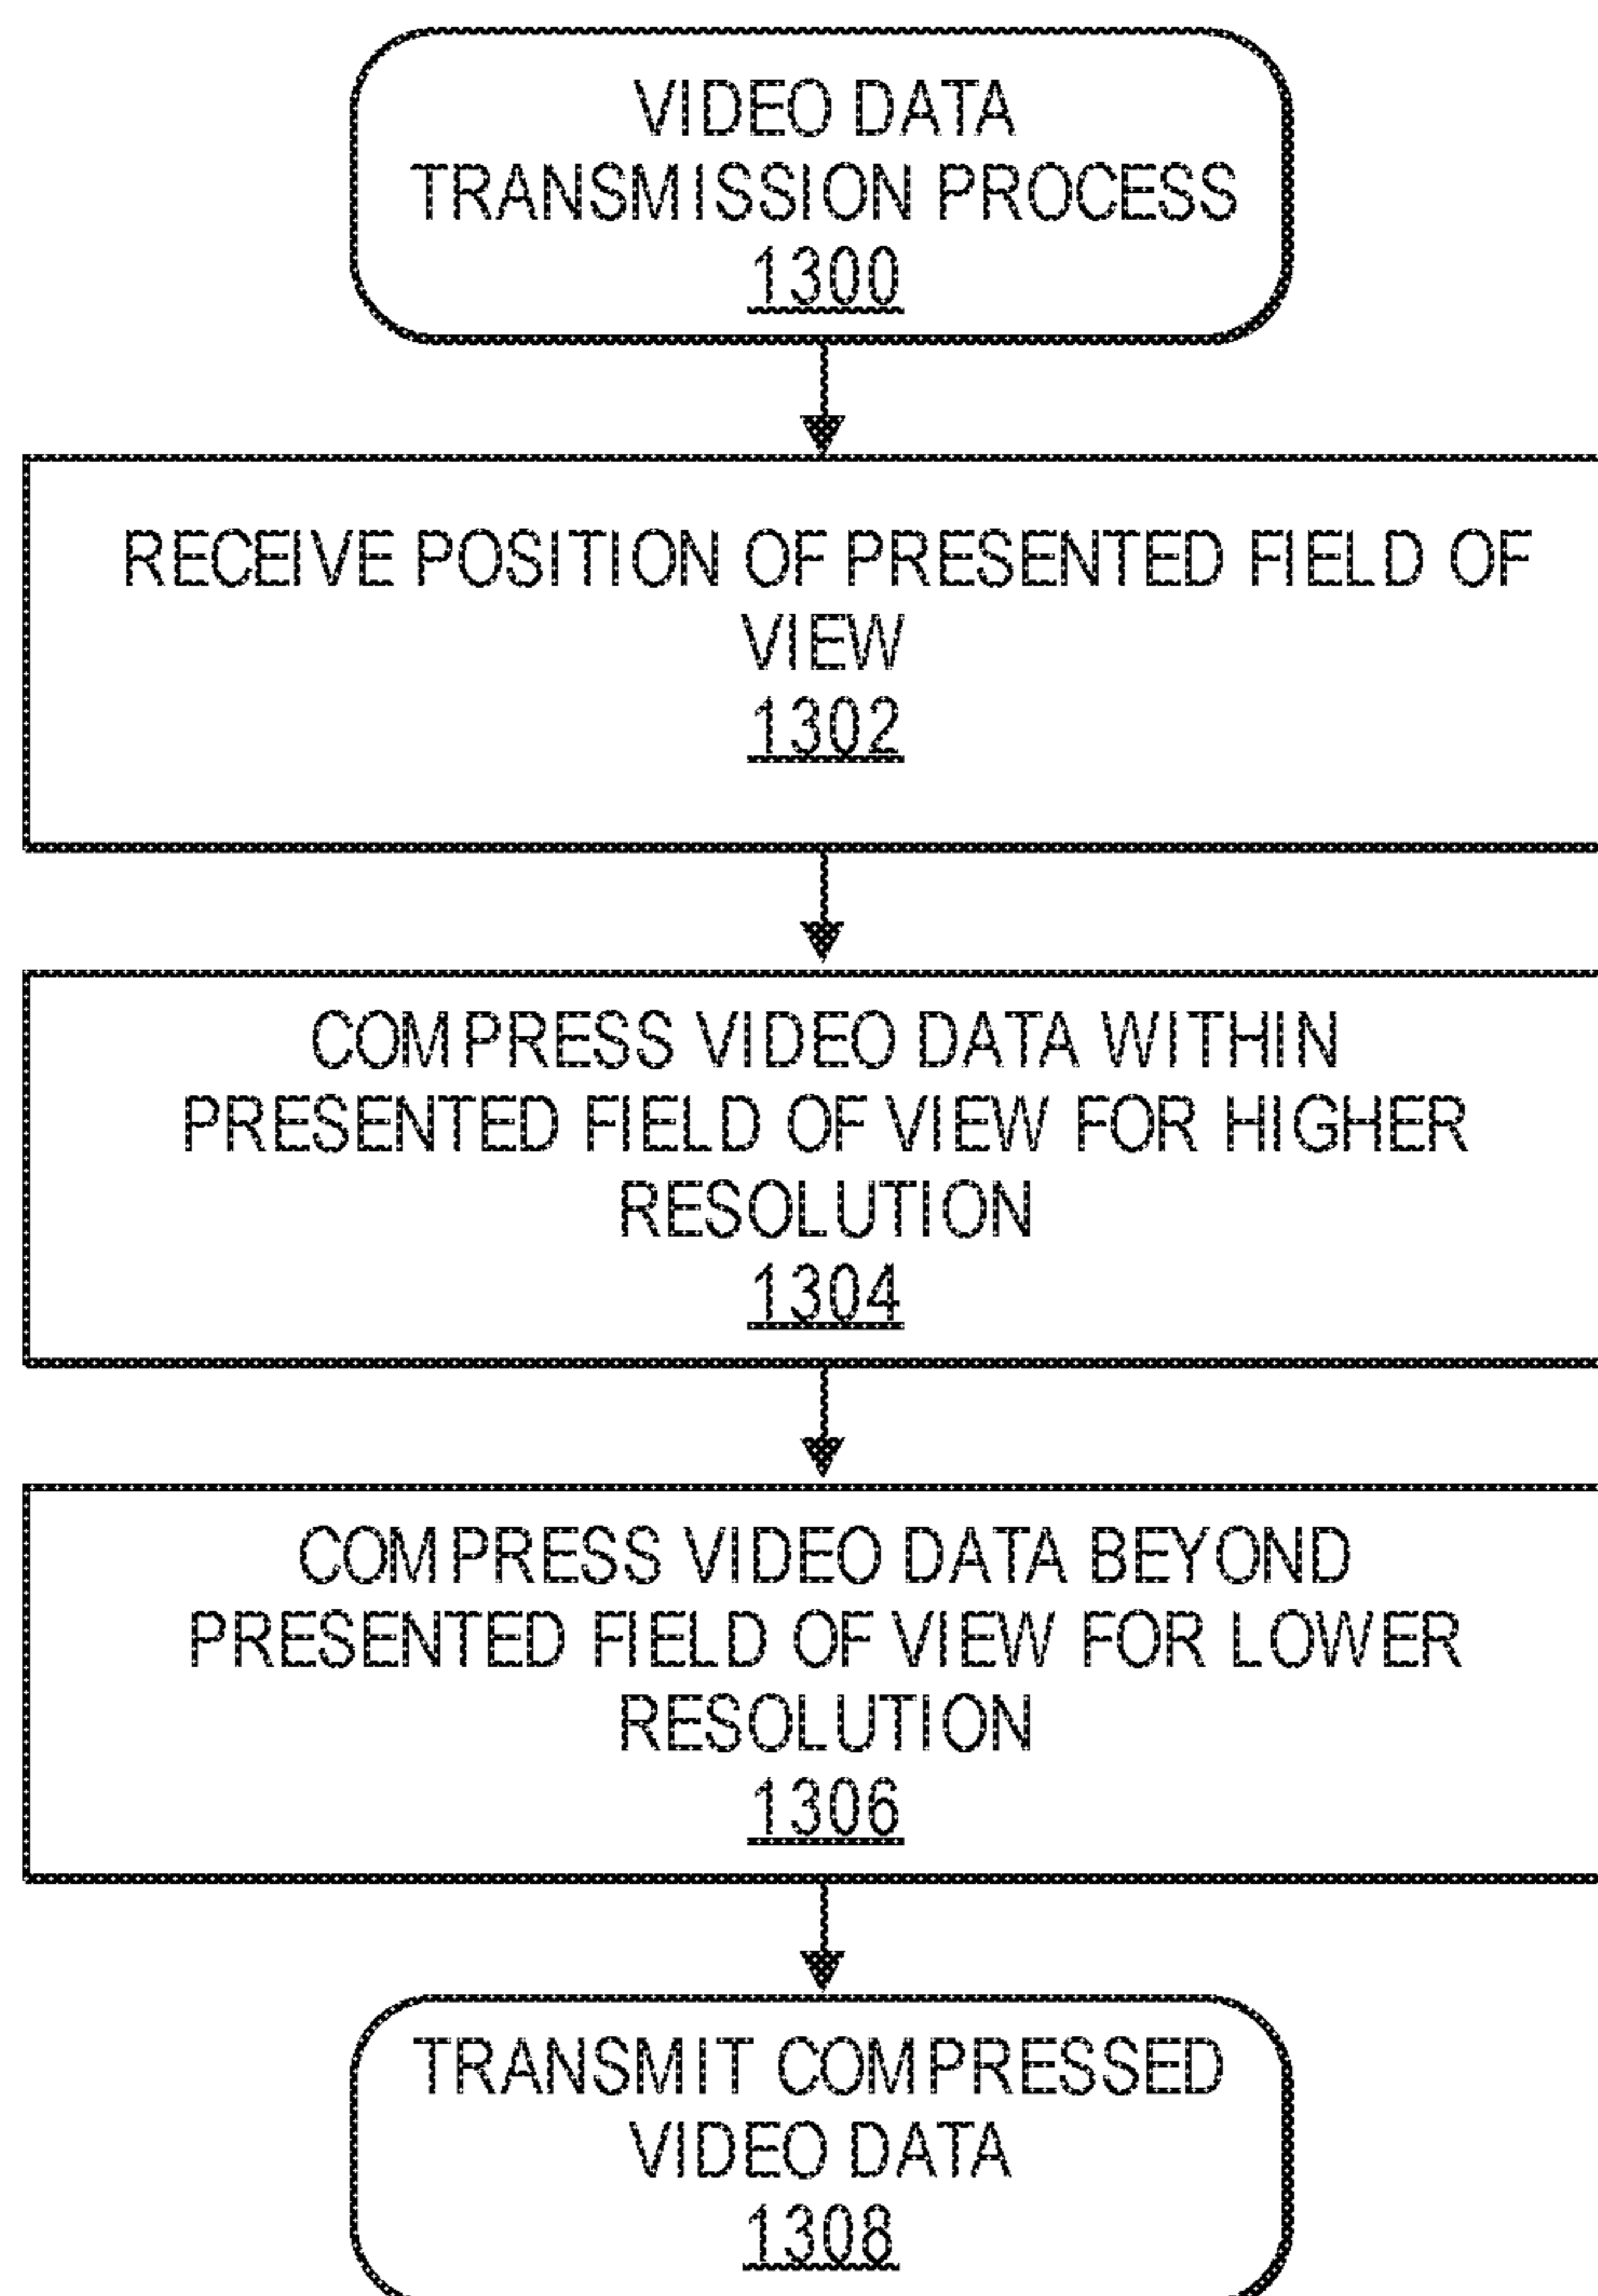 VIDEO DATA
TRANSMISSION PROCESS
1300
RECEIVE POSITION OF PRESENTED FIELD OF
VIEW
1302
COMPRESS VIDEO DATA WITHIN
PRESENTED FIELD OF VIEW FOR HIGHER
RESOLUTION
1304
COMPRESS VIDEO DATA BEYOND
PRESENTED FIELD OF VIEW FOR LOWER
RESOLUTION
1306
TRANSMIT COMPRESSED
VIDEO DATA
1308